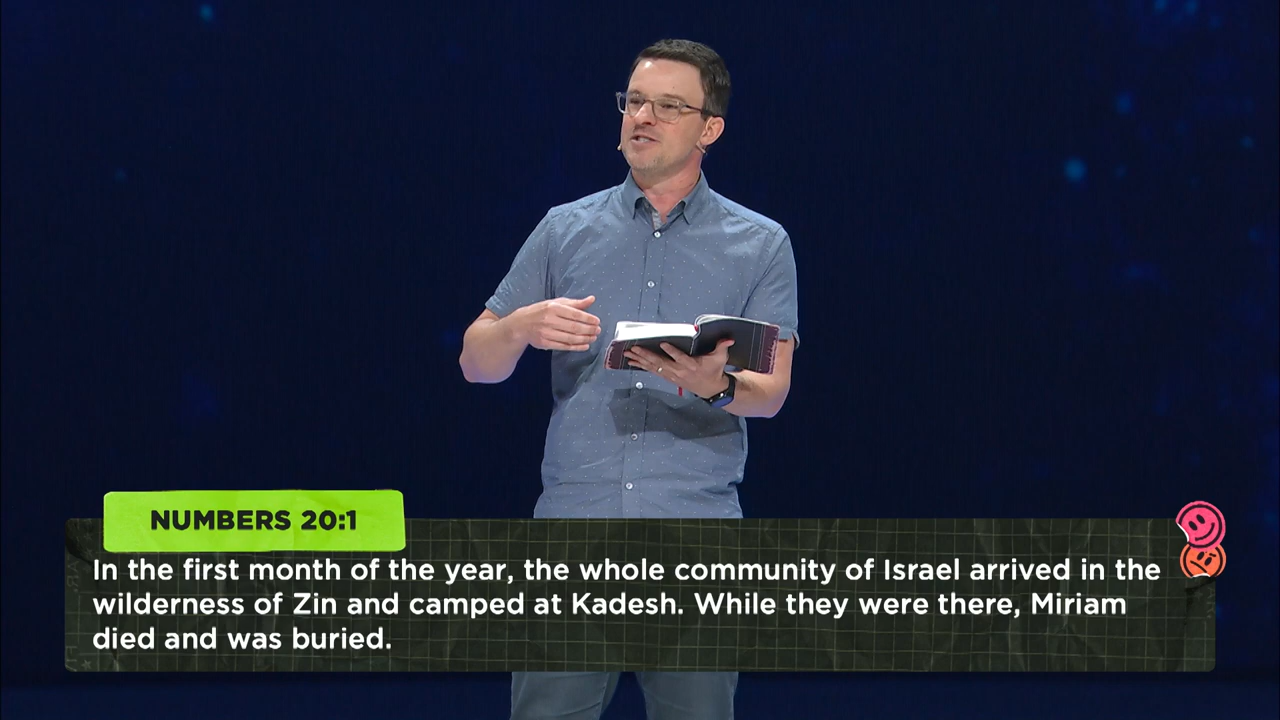 NUMBERS 20:1
In the first month of the year, the whole community of Israel arrived in the
wilderness of Zin and camped at Kadesh. While they were there, Miriam
died and was buried.